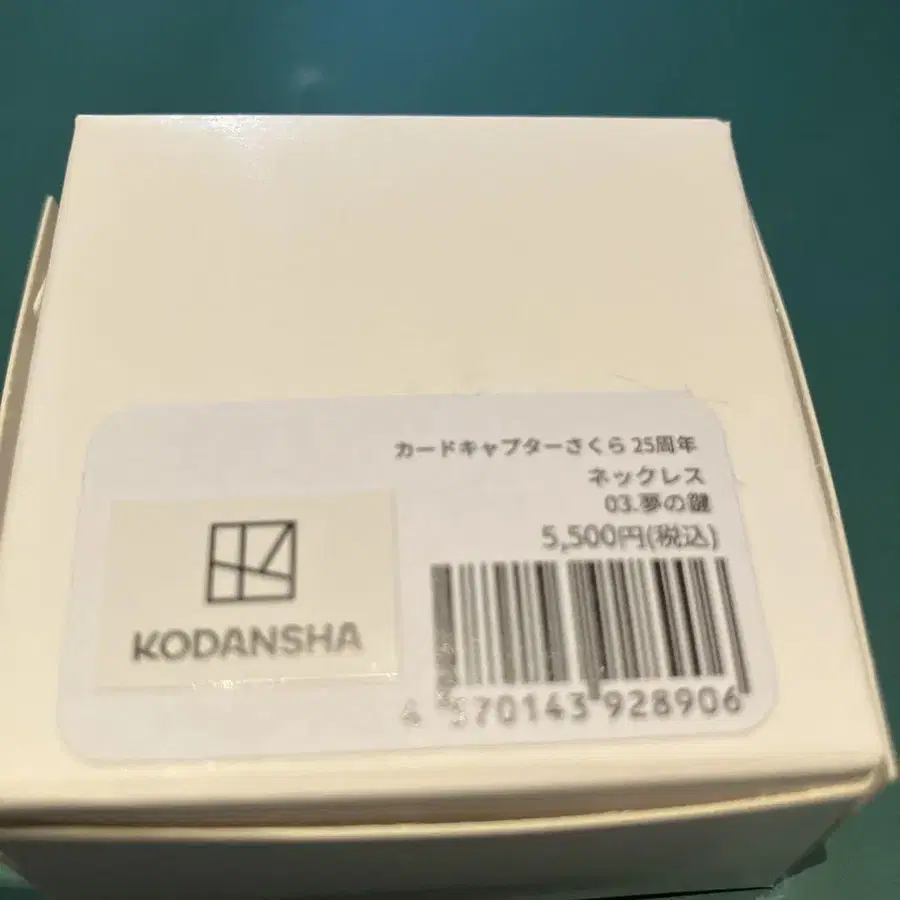 カードキャプターさくら 25周年
ネックレス
03.夢の鍵
5,500円(税込)
KODANSHA
4 570143 928906